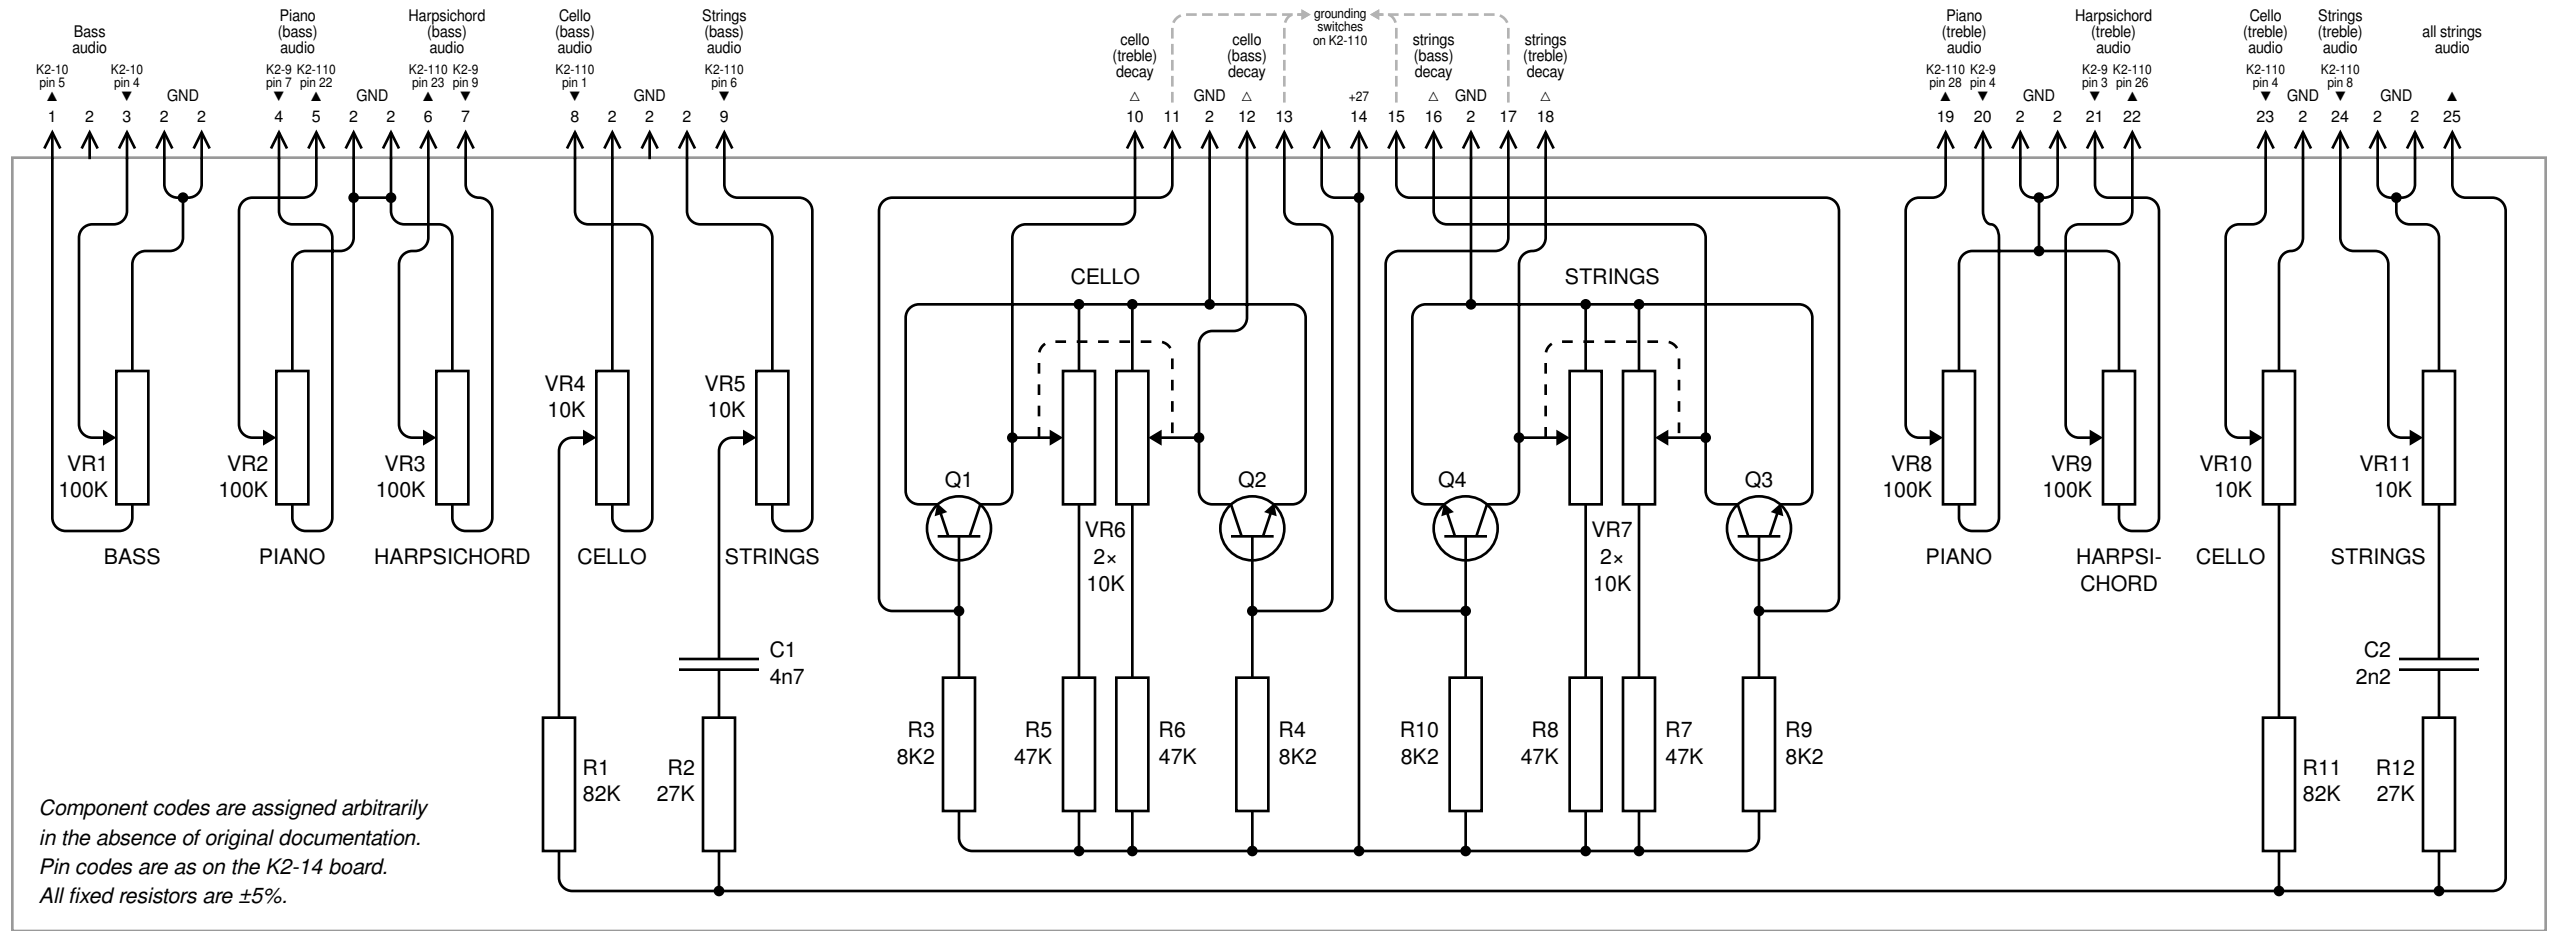 Bass
audio
K2-10
pin 5
K2-10
pin 4
GND
▲
▼
1
2
3
2
2
Piano
(bass)
audio
K2-9
pin 7
K2-110
pin 22
GND
▼
▲
4
5
2
2
Harpsichord
(bass)
audio
K2-110
pin 23
K2-9
pin 9
▲
▼
6
7
Cello
(bass)
audio
K2-110
pin 1
▼
GND
8
2
2
2
Strings
(bass)
audio
K2-110
pin 6
▼
9
cello
(treble)
decay
△
10
11
GND
2
cello
(bass)
decay
△
12
13
grounding
switches
on K2-110
+27
14
15
strings
(bass)
decay
△
16
GND
2
17
strings
(treble)
decay
△
18
Piano
(treble)
audio
K2-110
pin 28
K2-9
pin 4
▲
▼
19
20
GND
2
2
Harpsichord
(treble)
audio
K2-9
pin 3
K2-110
pin 26
▼
▲
21
22
Cello
(treble)
audio
K2-110
pin 4
▼
23
GND
2
Strings
(treble)
audio
K2-110
pin 8
▼
24
GND
2
2
all strings
audio
▲
25
VR1
100K
BASS
VR2
100K
PIANO
VR3
100K
HARPSICHORD
VR4
10K
CELLO
VR5
10K
STRINGS
C1
4n7
R1
82K
R2
27K
CELLO
Q1
Q2
VR6
2×
10K
R3
8K2
R5
47K
R6
47K
R4
8K2
STRINGS
Q4
Q3
VR7
2×
10K
R10
8K2
R8
47K
R7
47K
R9
8K2
VR8
100K
PIANO
VR9
100K
HARPSI-
CHORD
VR10
10K
CELLO
VR11
10K
STRINGS
C2
2n2
R11
82K
R12
27K
Component codes are assigned arbitrarily
in the absence of original documentation.
Pin codes are as on the K2-14 board.
All fixed resistors are ±5%.